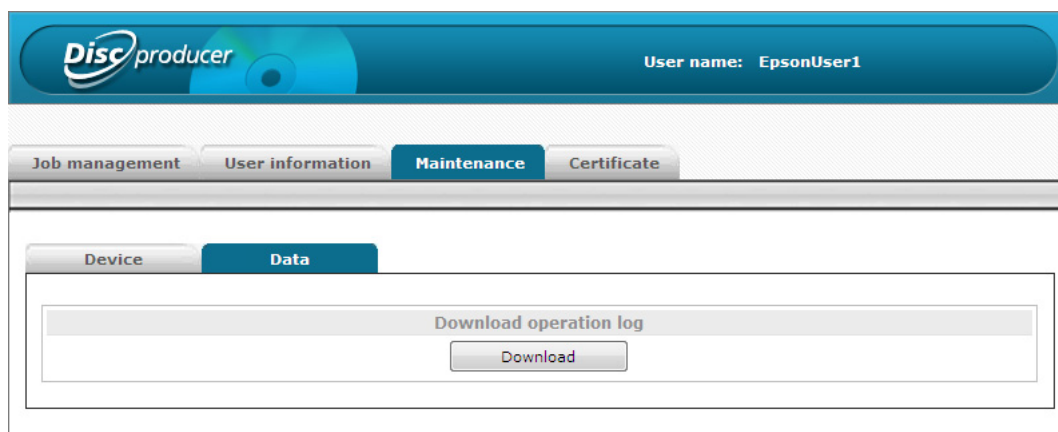 Disc producer
User name: EpsonUser1
Job management User information Maintenance Certificate
Device Data
Download operation log
Download